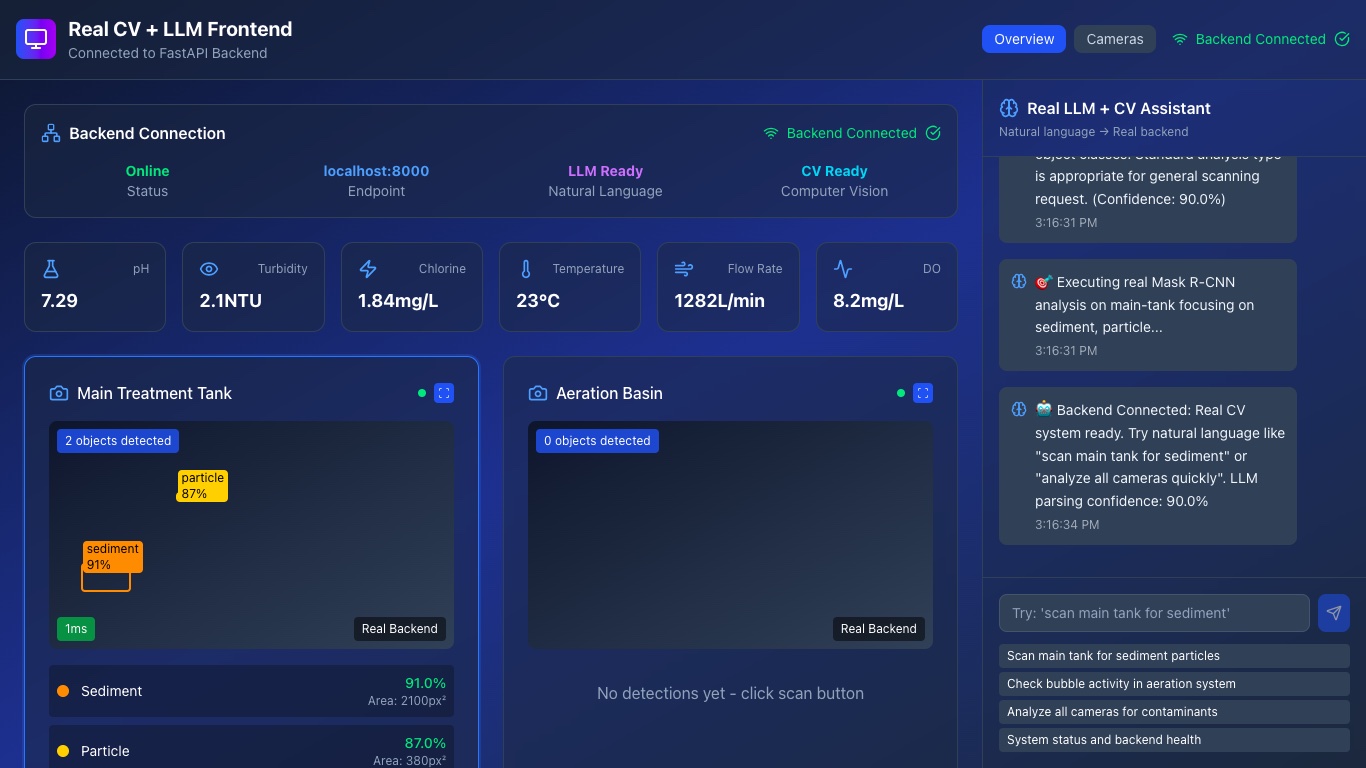 Real CV + LLM Frontend
Connected to FastAPI Backend
Overview
Cameras
Backend Connected
Backend Connection
Backend Connected
Online
Status
localhost:8000
Endpoint
LLM Ready
Natural Language
CV Ready
Computer Vision
pH
7.29
Turbidity
2.1NTU
Chlorine
1.84mg/L
Temperature
23°C
Flow Rate
1282L/min
DO
8.2mg/L
Main Treatment Tank
2 objects detected
particle
87%
sediment
91%
1ms
Real Backend
Sediment
91.0%
Area: 2100px²
Particle
87.0%
Area: 380px²
Aeration Basin
0 objects detected
Real Backend
No detections yet - click scan button
Real LLM + CV Assistant
Natural language → Real backend
object classes. Standard analysis type
is appropriate for general scanning
request. (Confidence: 90.0%)
3:16:31 PM
🎯 Executing real Mask R-CNN
analysis on main-tank focusing on
sediment, particle...
3:16:31 PM
🤖 Backend Connected: Real CV
system ready. Try natural language like
"scan main tank for sediment" or
"analyze all cameras quickly". LLM
parsing confidence: 90.0%
3:16:34 PM
Try: 'scan main tank for sediment'
Scan main tank for sediment particles
Check bubble activity in aeration system
Analyze all cameras for contaminants
System status and backend health